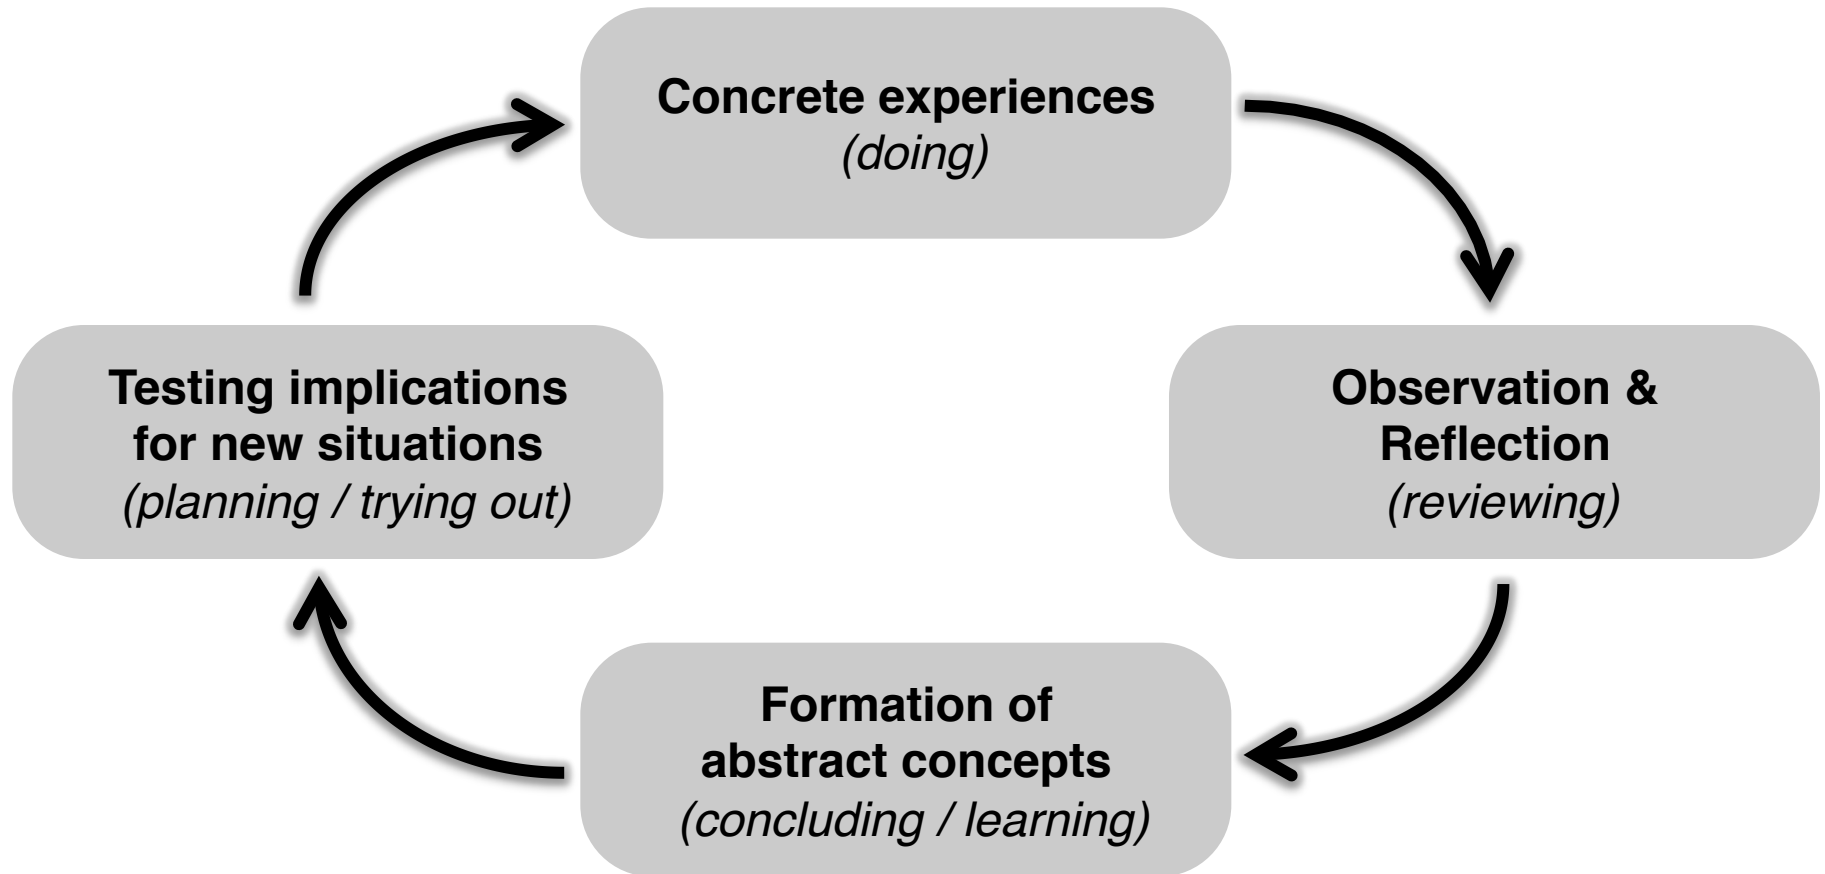 Concrete experiences
(doing)
Observation &
Reflection
(reviewing)
Formation of
abstract concepts
(concluding / learning)
Testing implications
for new situations
(planning / trying out)